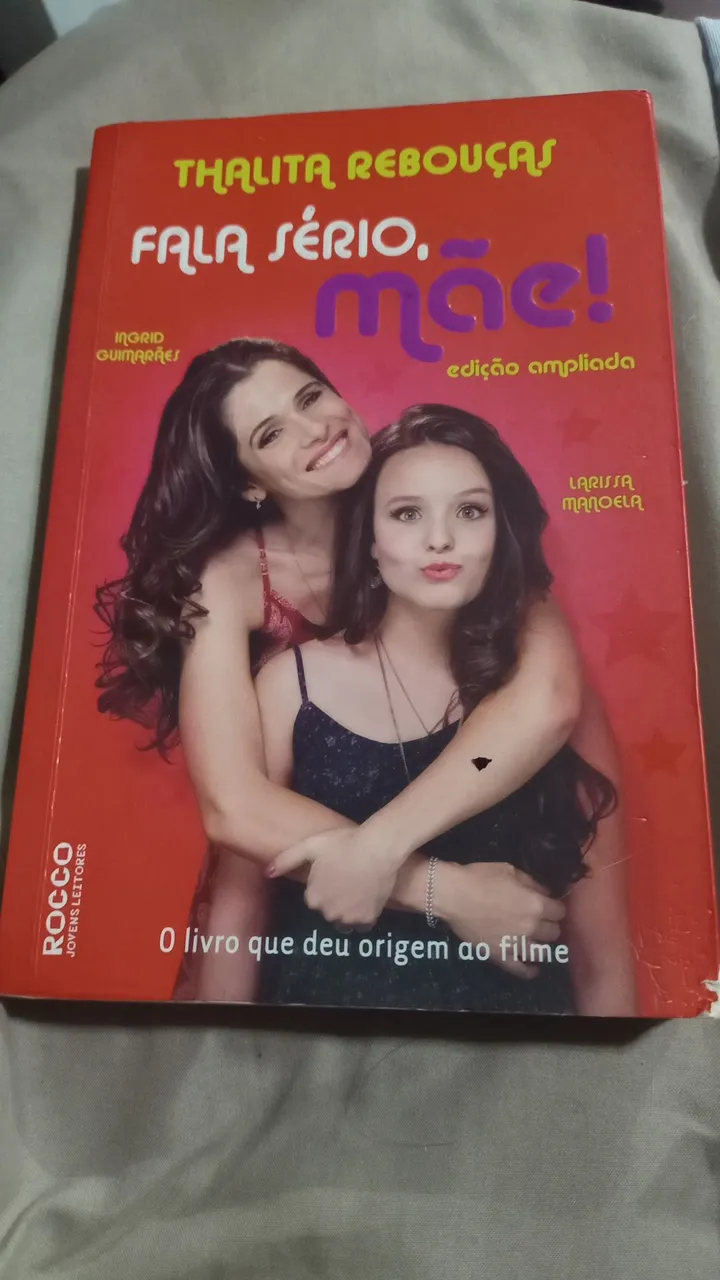 THALITA REBOUÇAS
FALA SÉRIO,
mãe!
edição ampliada
INGRID
GUIMARÃES
LARISSA
MANOELA
ROCCO
JOVENS LEITORES
O livro que deu origem ao filme